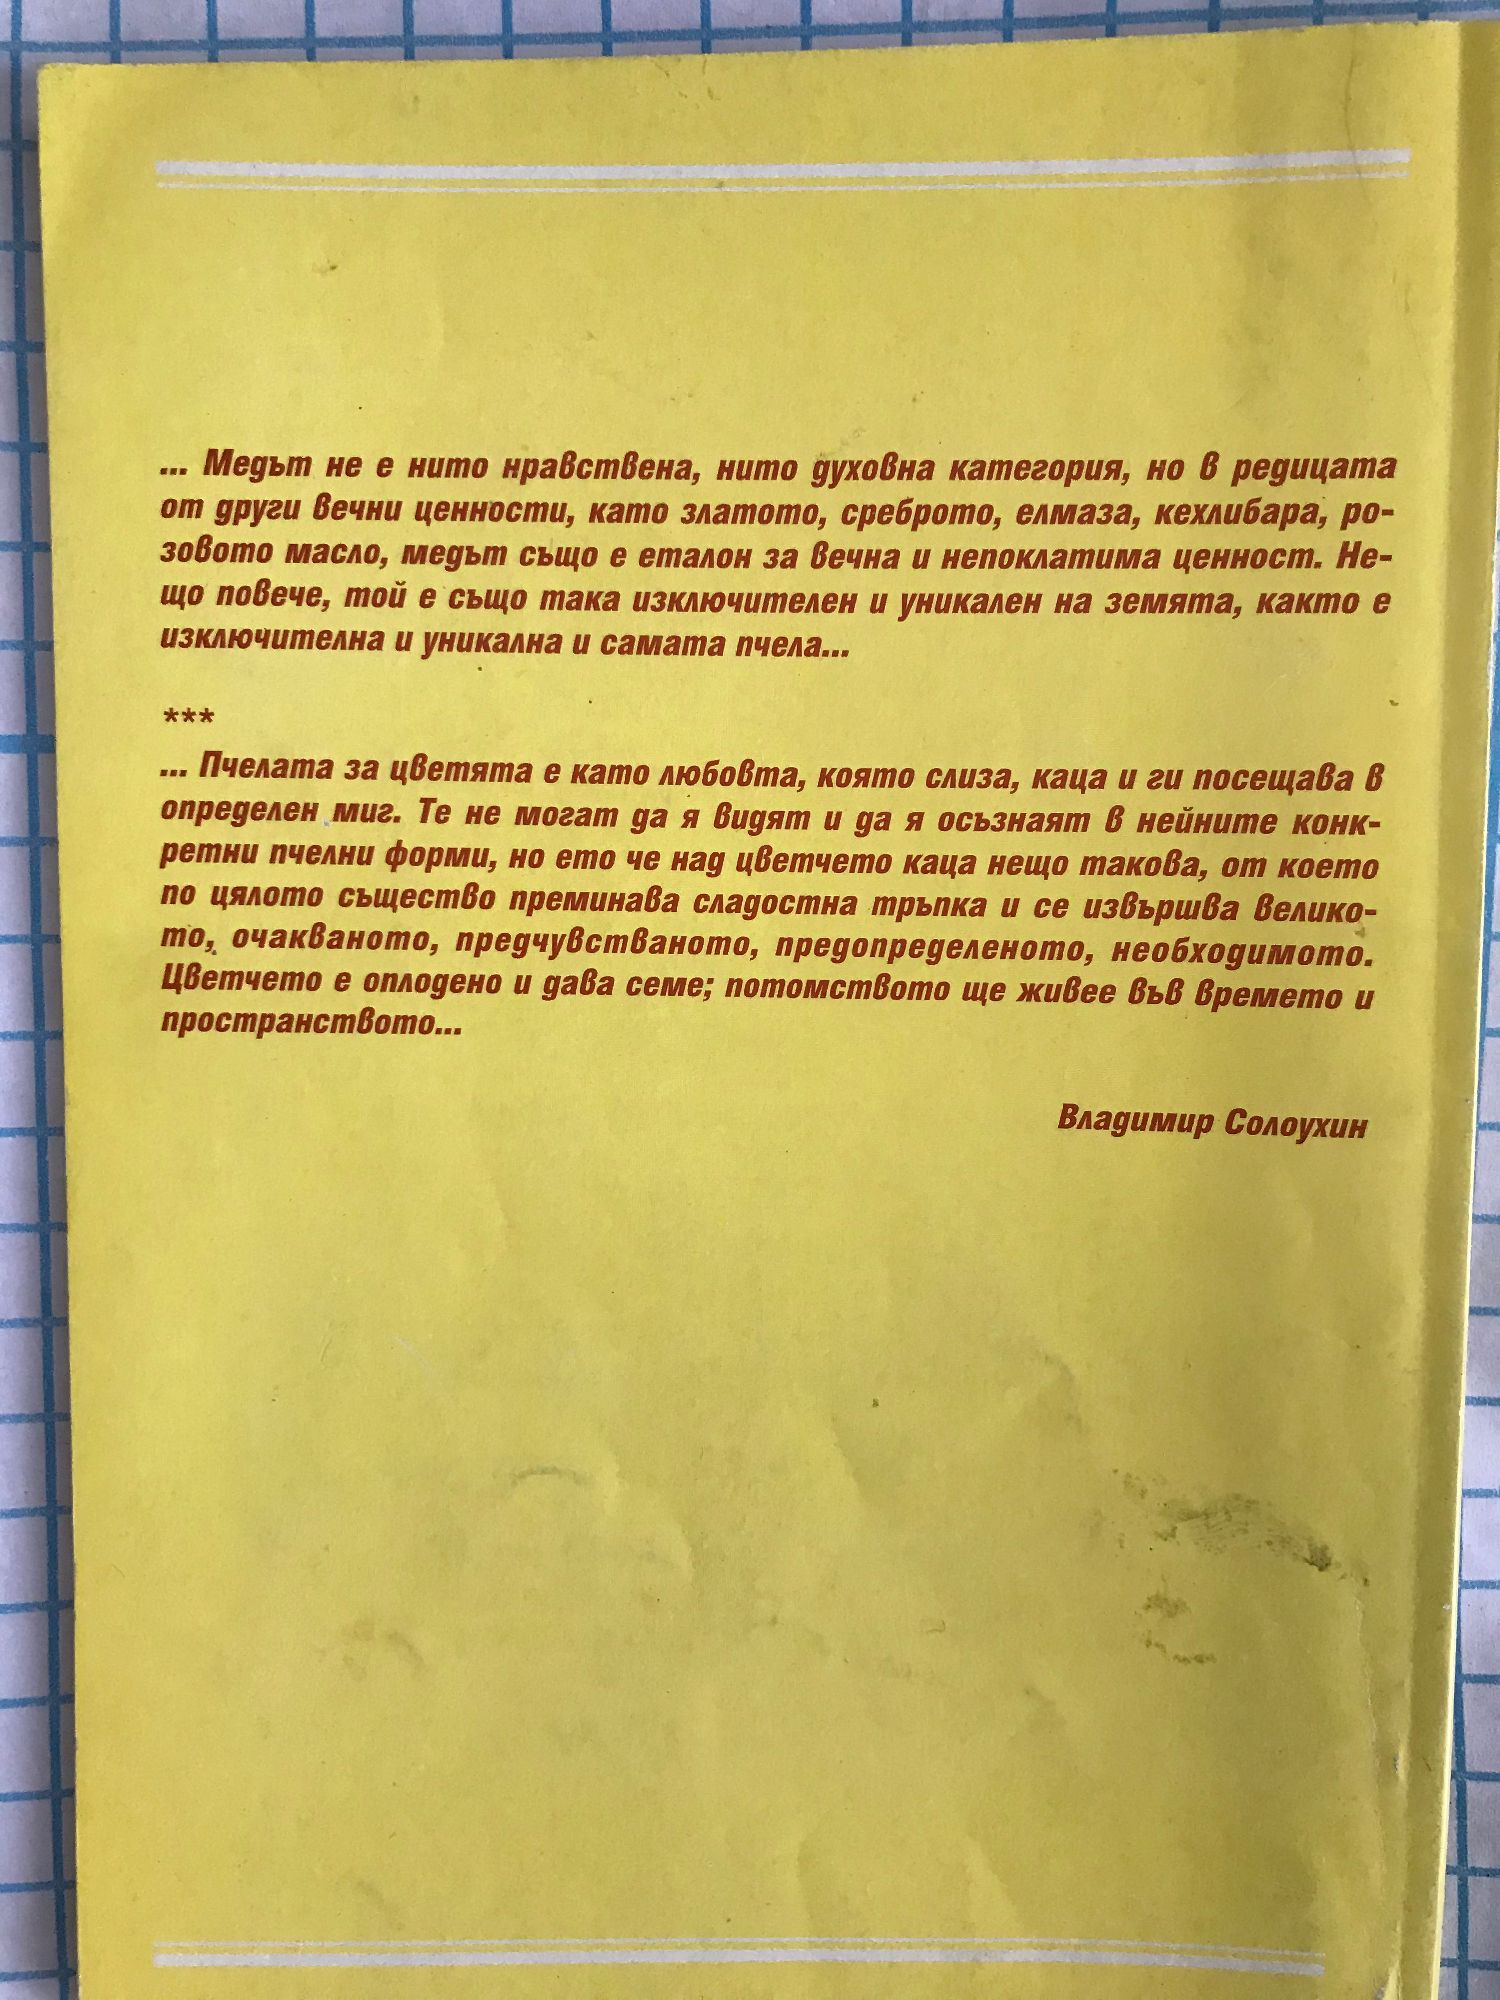 ... Медът не е нито нравствена, нито духовна категория, но в редицата
от други вечни ценности, като златото, среброто, елмаза, кехлибара, ро-
зовото масло, медът също е еталон за вечна и непоклатима ценност. Не-
що повече, той е също така изключителен и уникален на земята, както е
изключителна и уникална и самата пчела...
***
... Пчелата за цветята е като любовта, която слиза, каца и ги посещава в
определен миг. Те не могат да я видят и да я осъзнаят в нейните конк-
ретни пчелни форми, но ето че над цветчето каца нещо такова, от което
по цялото същество преминава сладостна тръпка и се извършва велико-
то, очакваното, предчувстваното, предопределеното, необходимото.
Цветчето е оплодено и дава семе; потомството ще живее във времето и
пространството...
Владимир Солоухин